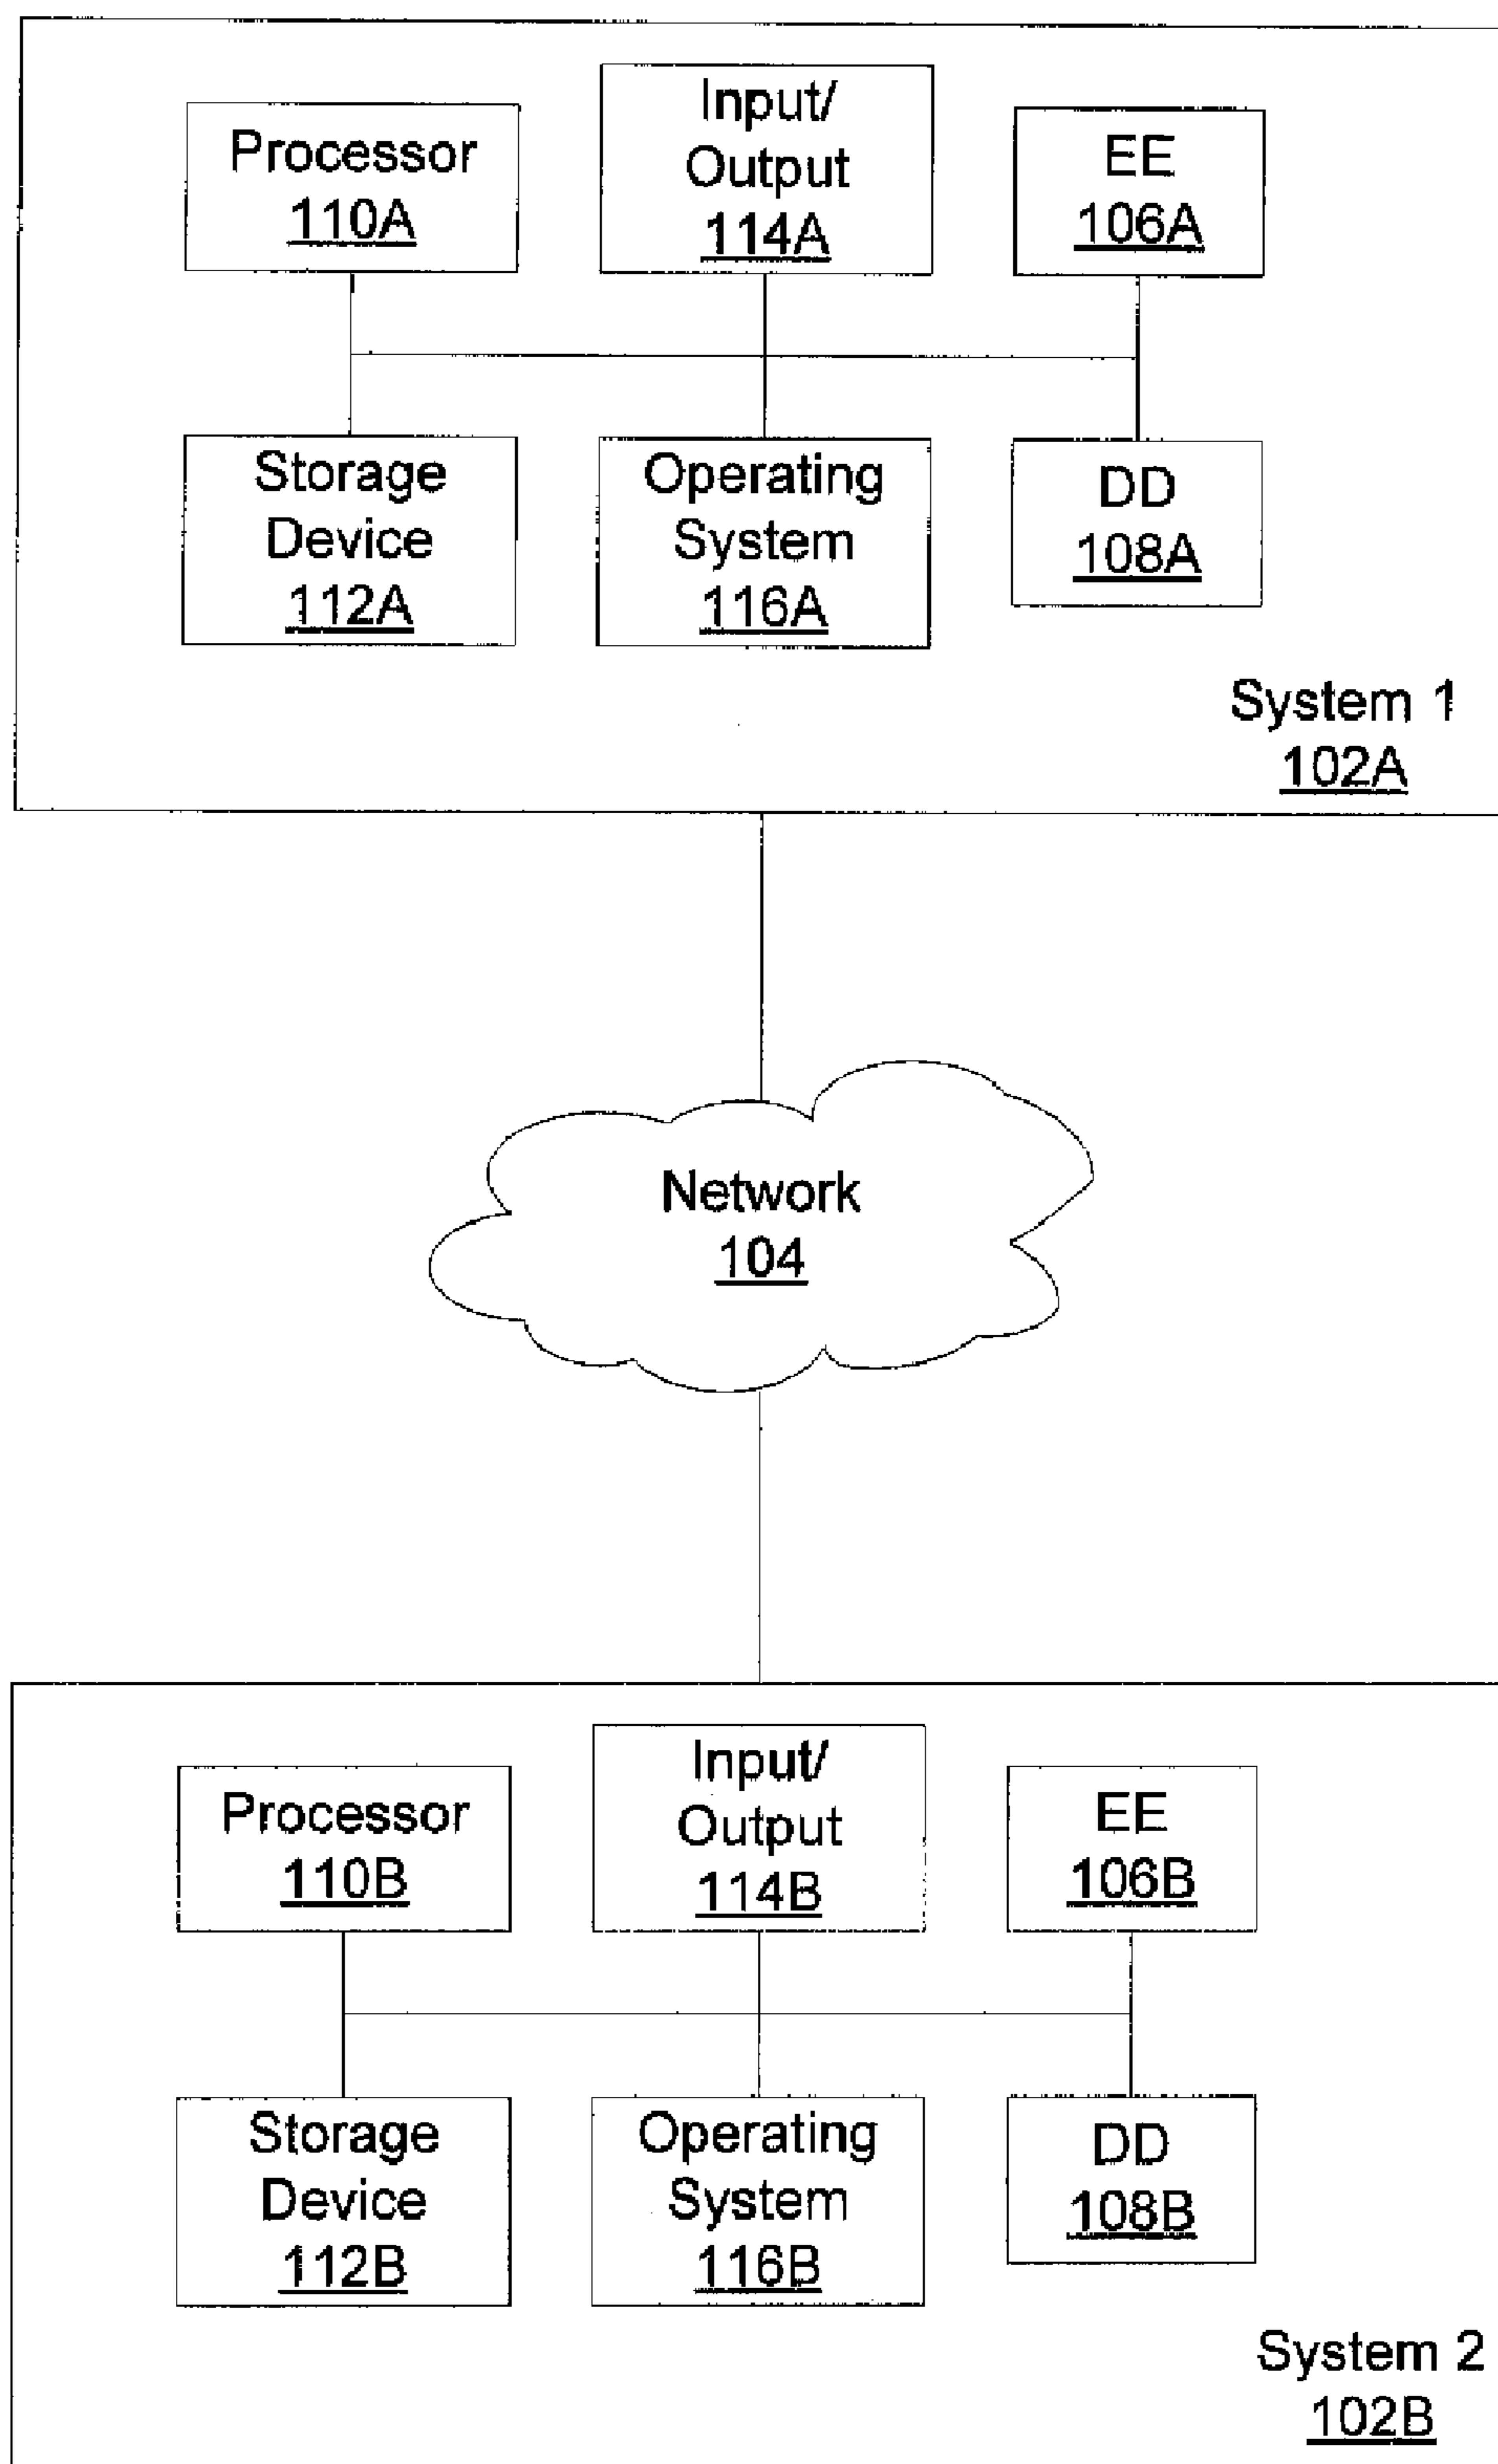 Processor
110A
Input/
Output
114A
EE
106A
Storage
Device
112A
Operating
System
116A
DD
108A
System 1
102A
Network
104
Processor
110B
Input/
Output
114B
EE
106B
Storage
Device
112B
Operating
System
116B
DD
108B
System 2
102B